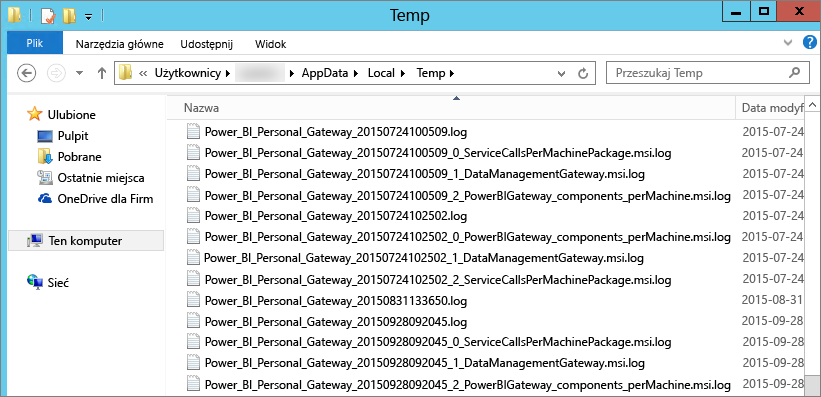 Temp
Plik Narzędzia główne Udostępnij Widok
« Użytkownicy AppData Local Temp Przeszukaj Temp
Nazwa Data modyf
Ulubione
Pulpit
Pobrane
Ostatnie miejsca
OneDrive dla Firm
Ten komputer
Sieć
Power_BI_Personal_Gateway_20150724100509.log 2015-07-24
Power_BI_Personal_Gateway_20150724100509_0_ServiceCallsPerMachinePackage.msi.log 2015-07-24
Power_BI_Personal_Gateway_20150724100509_1_DataManagementGateway.msi.log 2015-07-24
Power_BI_Personal_Gateway_20150724100509_2_PowerBIGateway_components_perMachine.msi.log 2015-07-24
Power_BI_Personal_Gateway_20150724102502.log 2015-07-24
Power_BI_Personal_Gateway_20150724102502_0_PowerBIGateway_components_perMachine.msi.log 2015-07-24
Power_BI_Personal_Gateway_20150724102502_1_DataManagementGateway.msi.log 2015-07-24
Power_BI_Personal_Gateway_20150724102502_2_ServiceCallsPerMachinePackage.msi.log 2015-07-24
Power_BI_Personal_Gateway_20150831133650.log 2015-08-31
Power_BI_Personal_Gateway_20150928092045.log 2015-09-28
Power_BI_Personal_Gateway_20150928092045_0_ServiceCallsPerMachinePackage.msi.log 2015-09-28
Power_BI_Personal_Gateway_20150928092045_1_DataManagementGateway.msi.log 2015-09-28
Power_BI_Personal_Gateway_20150928092045_2_PowerBIGateway_components_perMachine.msi.log 2015-09-28